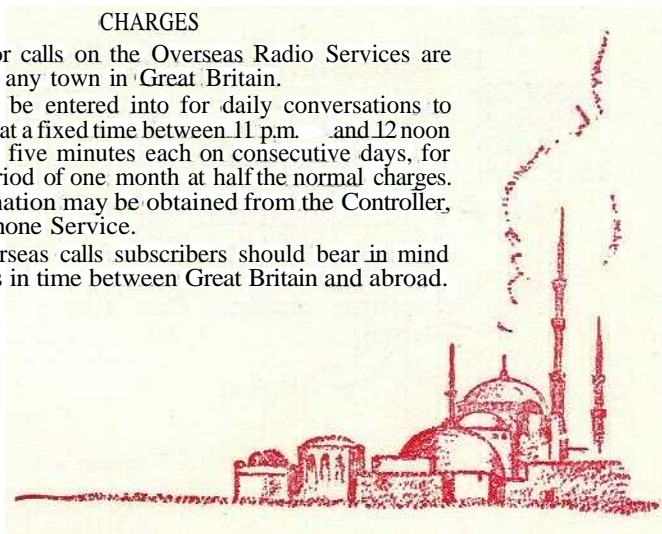 CHARGES
or calls on the Overseas Radio Services are
any town in Great Britain.
be entered into for daily conversations to
at a fixed time between 11 p.m. and 12 noon
five minutes each on consecutive days, for
riod of one month at half the normal charges.
nation may be obtained from the Controller,
hone Service.
rseas calls subscribers should bear in mind
s in time between Great Britain and abroad.